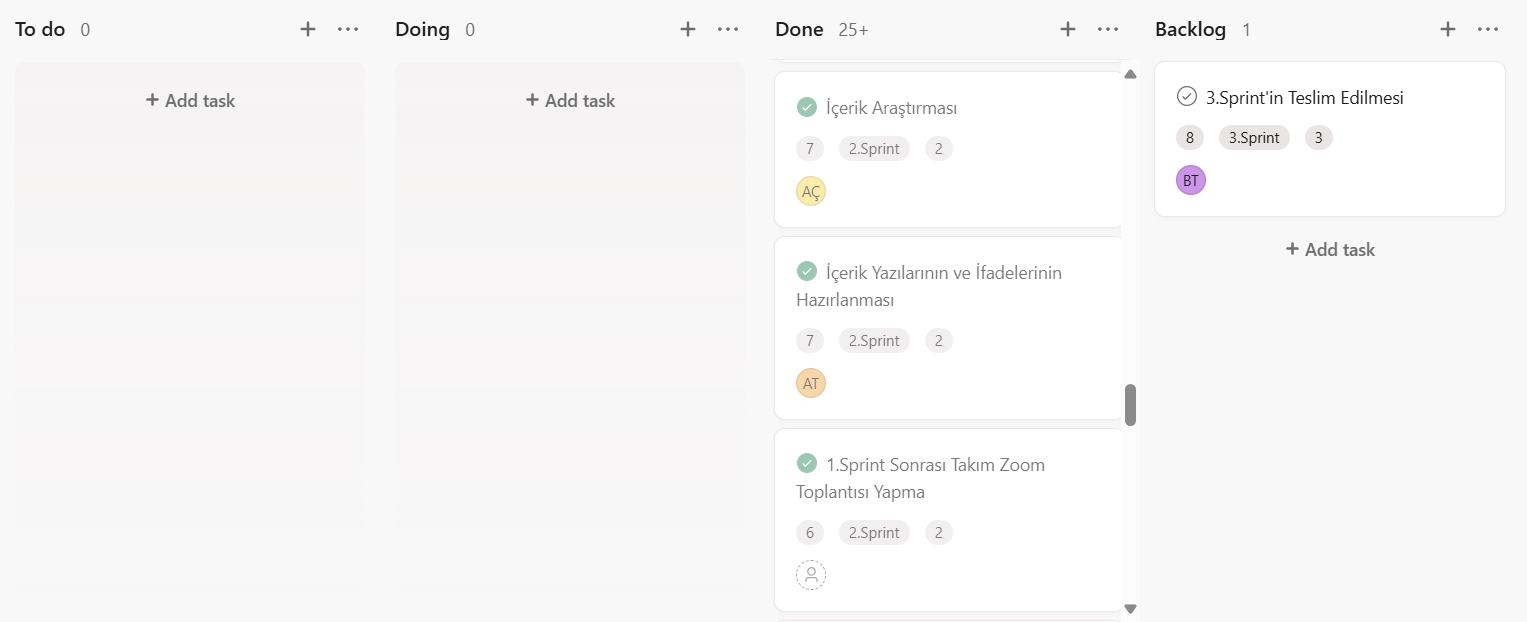 To do 0
+ Add task
Doing 0
+ Add task
Done 25+
İçerik Araştırması
7 2.Sprint 2
AÇ
İçerik Yazılarının ve İfadelerinin
Hazırlanması
7 2.Sprint 2
AT
1.Sprint Sonrası Takım Zoom
Toplantısı Yapma
6 2.Sprint 2
Backlog 1
3.Sprint'in Teslim Edilmesi
8 3.Sprint 3
BT
+ Add task